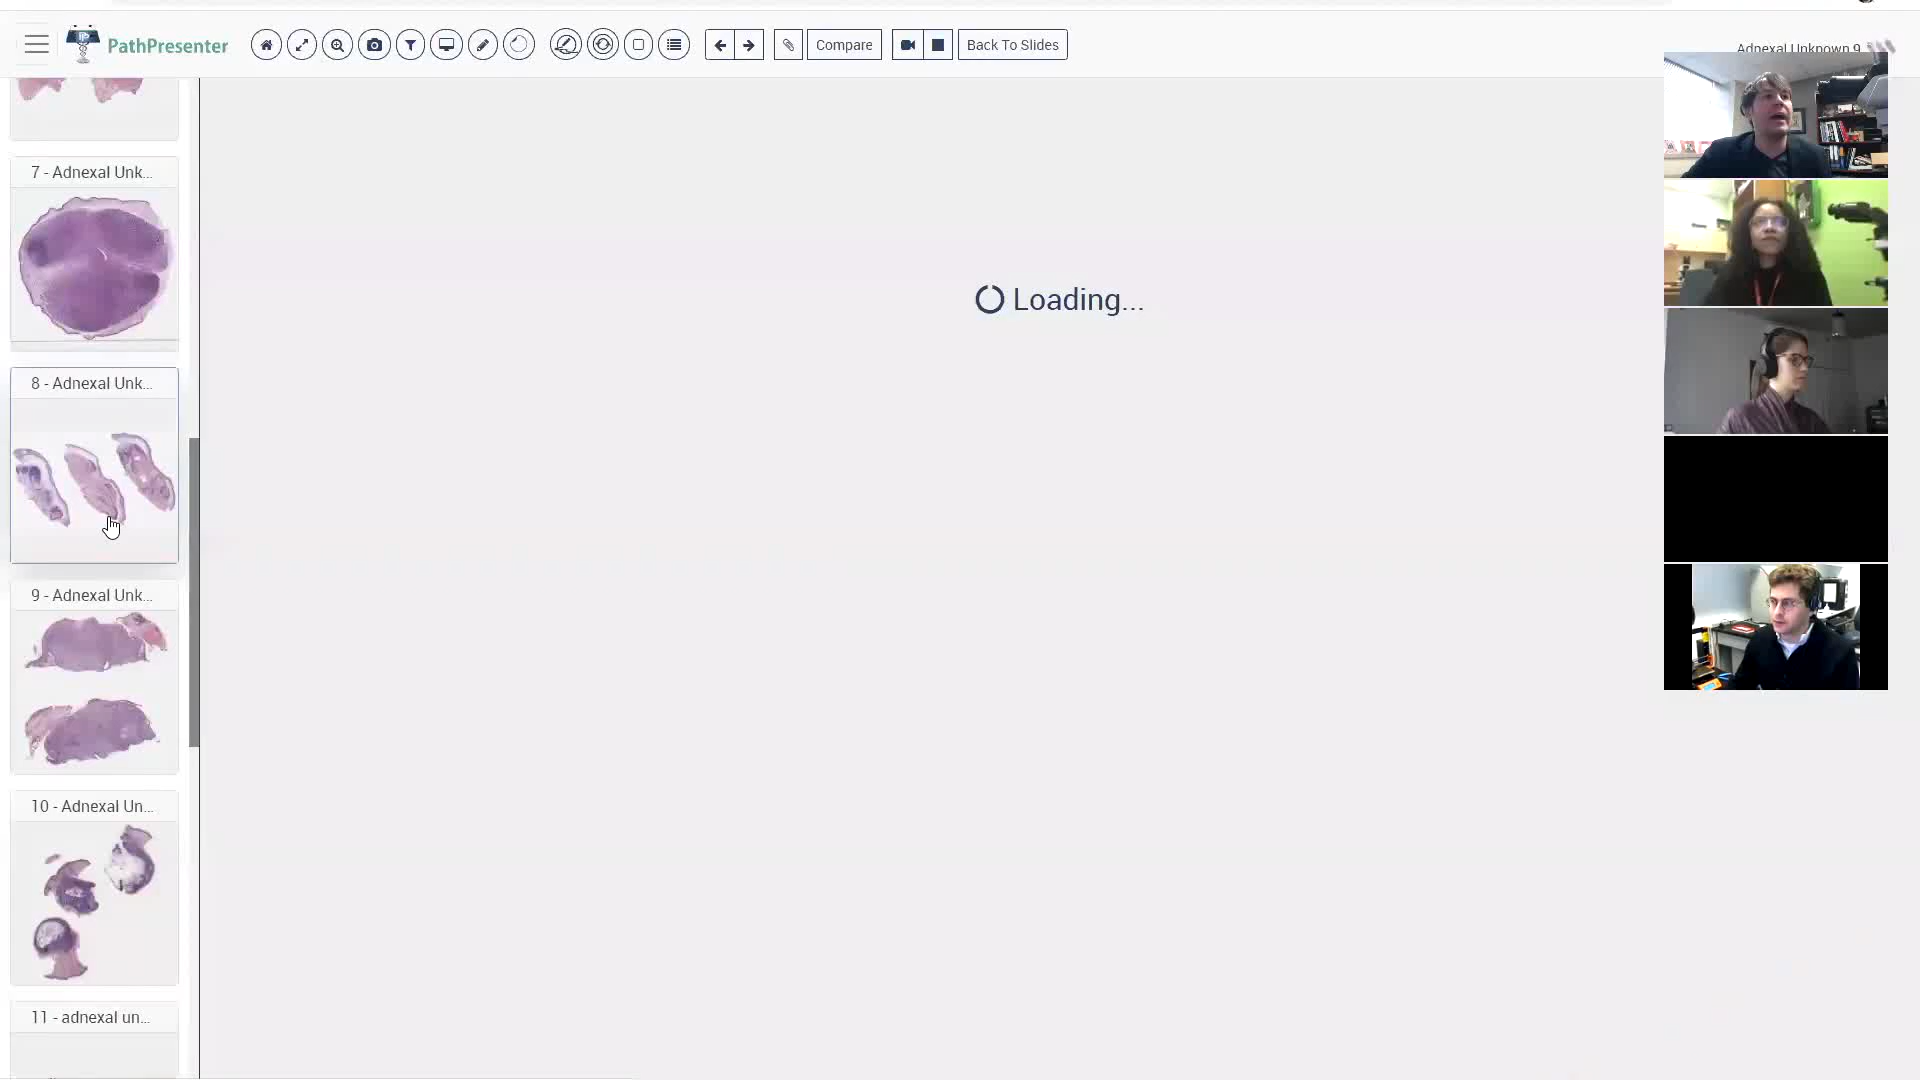 PathPresenter
Compare
Back To Slides
Adnexal Unknown 9
7 - Adnexal Unk...
8 - Adnexal Unk...
Loading...
9 - Adnexal Unk...
10 - Adnexal Un...
11 - adnexal un...